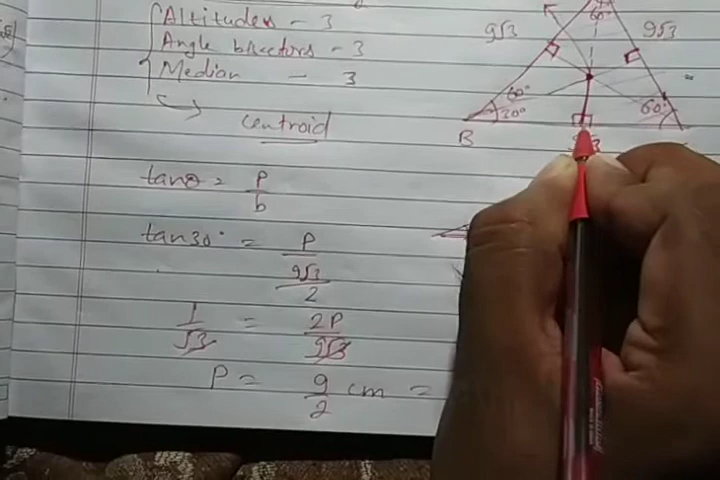 Altitudes - 3
Angle bisectors - 3
Median - 3
centroid
60°
9√3
9√3
60°
30°
60°
B
tanθ = P/b
tan30° = P/(9√3/2)
1/√3 = 2P/9√3
P = 9/2 cm =